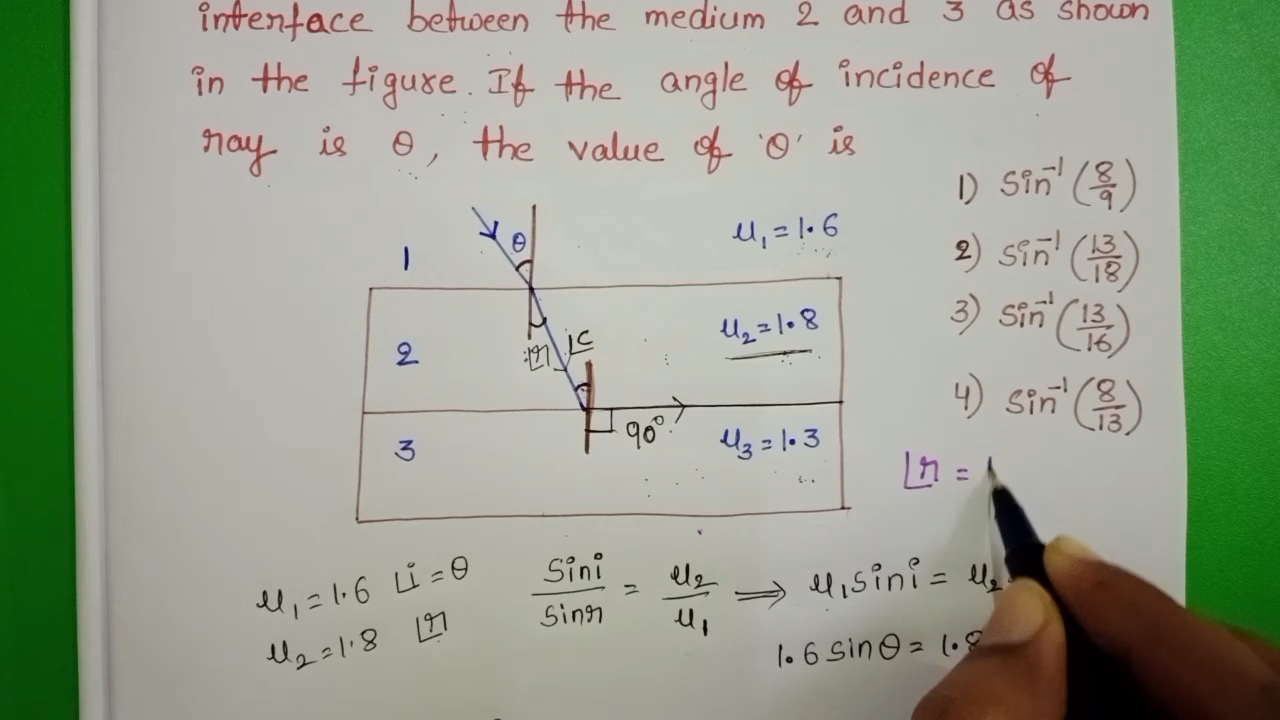 interface between the medium 2 and 3 as shown
in the figure. If the angle of incidence of
ray is θ, the value of 'θ' is
1) Sin⁻¹(8/9)
2) Sin⁻¹(13/18)
3) Sin⁻¹(13/16)
4) Sin⁻¹(8/13)
1
θ
μ₁ = 1.6
2
∠r
∠C
μ₂ = 1.8
3
90°
μ₃ = 1.3
∠r =
μ₁ = 1.6 ∠i = θ
μ₂ = 1.8 ∠r
Sin i / Sin r = μ₂ / μ₁ ⟹ μ₁ sin i = μ₂
1.6 sin θ = 1.8